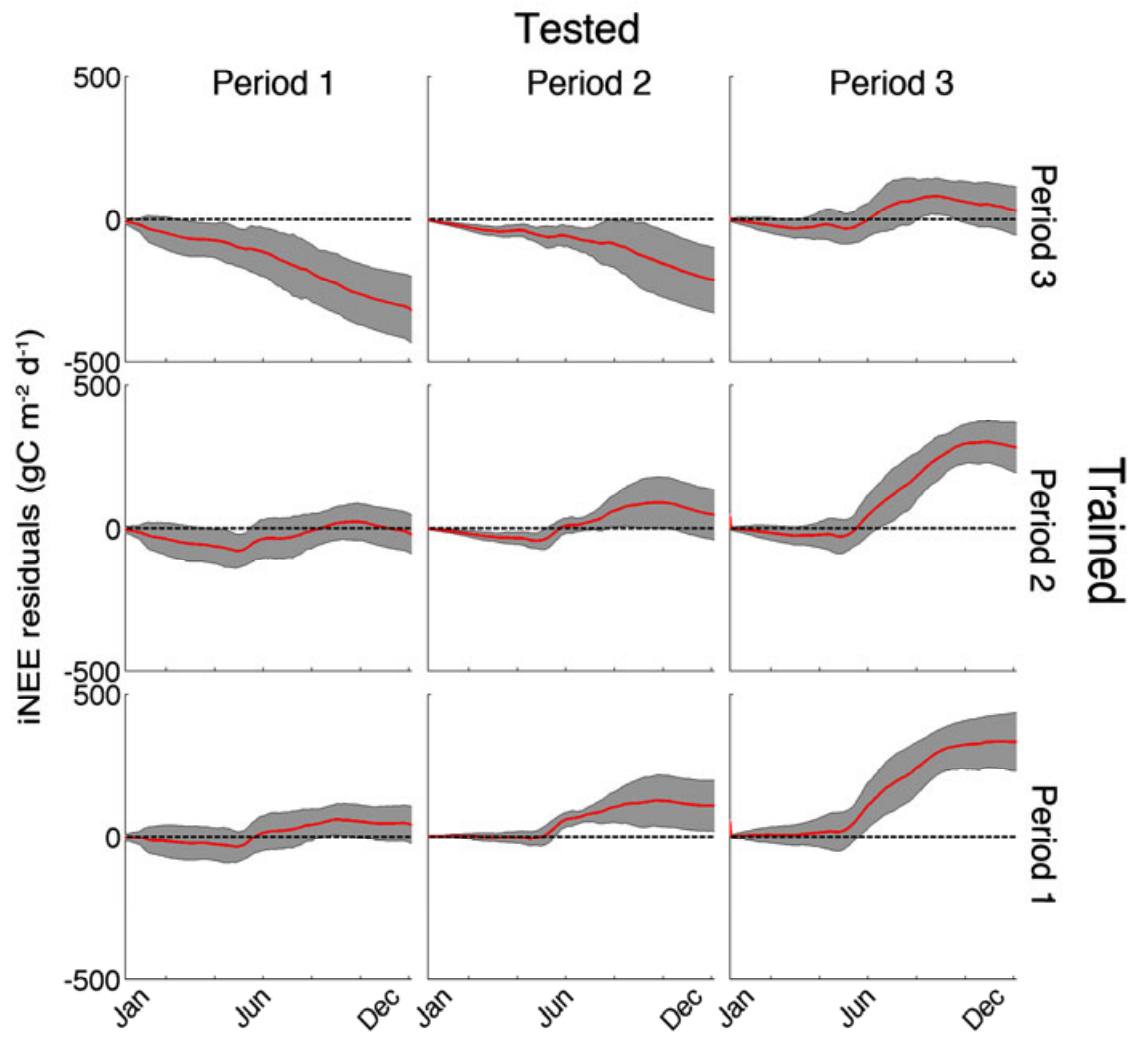 Tested
Period 1 Period 2 Period 3
500
0
-500
Period 3
500
0
-500
Period 2
500
0
-500
Period 1
iNEE residuals (gC m⁻² d⁻¹)
Trained
Jan Jun Dec Jan Jun Dec Jan Jun Dec